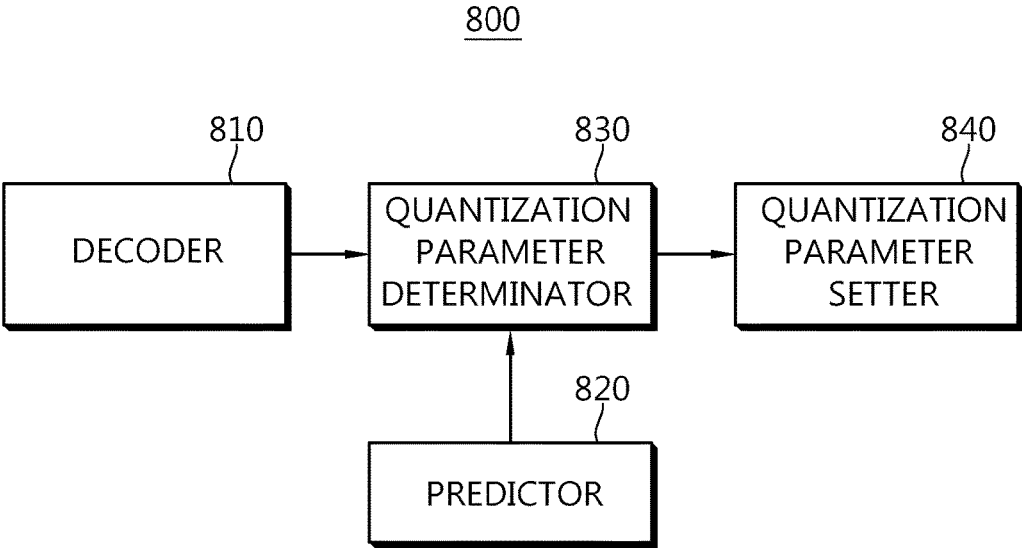 800
810
DECODER
830
QUANTIZATION
PARAMETER
DETERMINATOR
840
QUANTIZATION
PARAMETER
SETTER
820
PREDICTOR